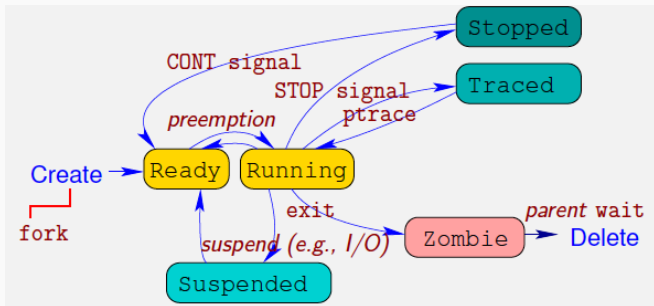 Stopped
CONT signal
STOP signal
Traced
ptrace
preemption
Create
Ready
Running
fork
exit
parent wait
suspend (e.g., I/O)
Zombie
Delete
Suspended